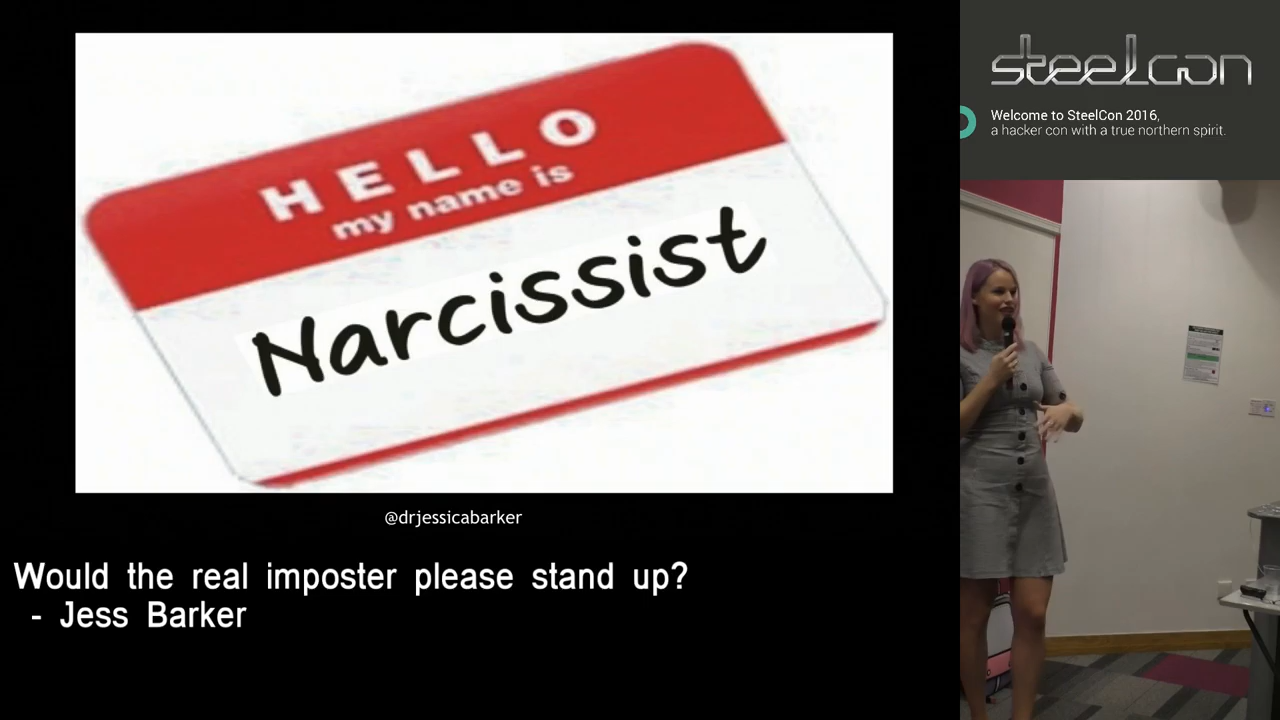 HELLO
my name is
Narcissist
@drjessicabarker
Would the real imposter please stand up?
- Jess Barker
steelcon
Welcome to SteelCon 2016,
a hacker con with a true northern spirit.